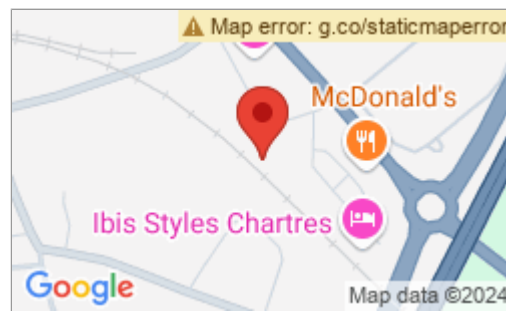 Map error: g.co/staticmaperror
McDonald's
Ibis Styles Chartres
Google
Map data ©2024